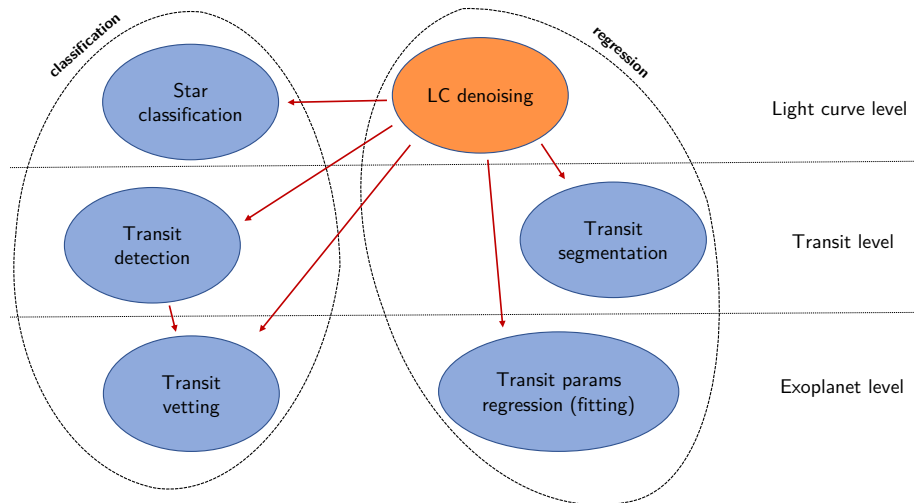 classification
regression
Star
classification
LC denoising
Light curve level
Transit
detection
Transit
segmentation
Transit level
Transit
vetting
Transit params
regression (fitting)
Exoplanet level